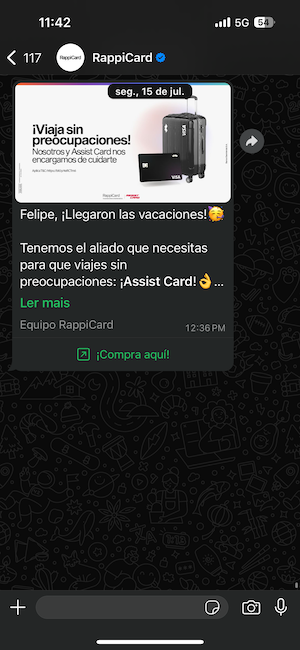 11:42
5G
54
117
RappiCard
RappiCard
seg., 15 de jul.
¡Viaja sin
preocupaciones!
Nosotros y Assist Card nos
encargamos de cuidarte
VISA
VISA
RappiCard
Felipe, ¡Llegaron las vacaciones!🥳
Tenemos el aliado que necesitas
para que viajes sin
preocupaciones: ¡Assist Card!👌...
Ler mais
Equipo RappiCard
12:36 PM
¡Compra aquí!